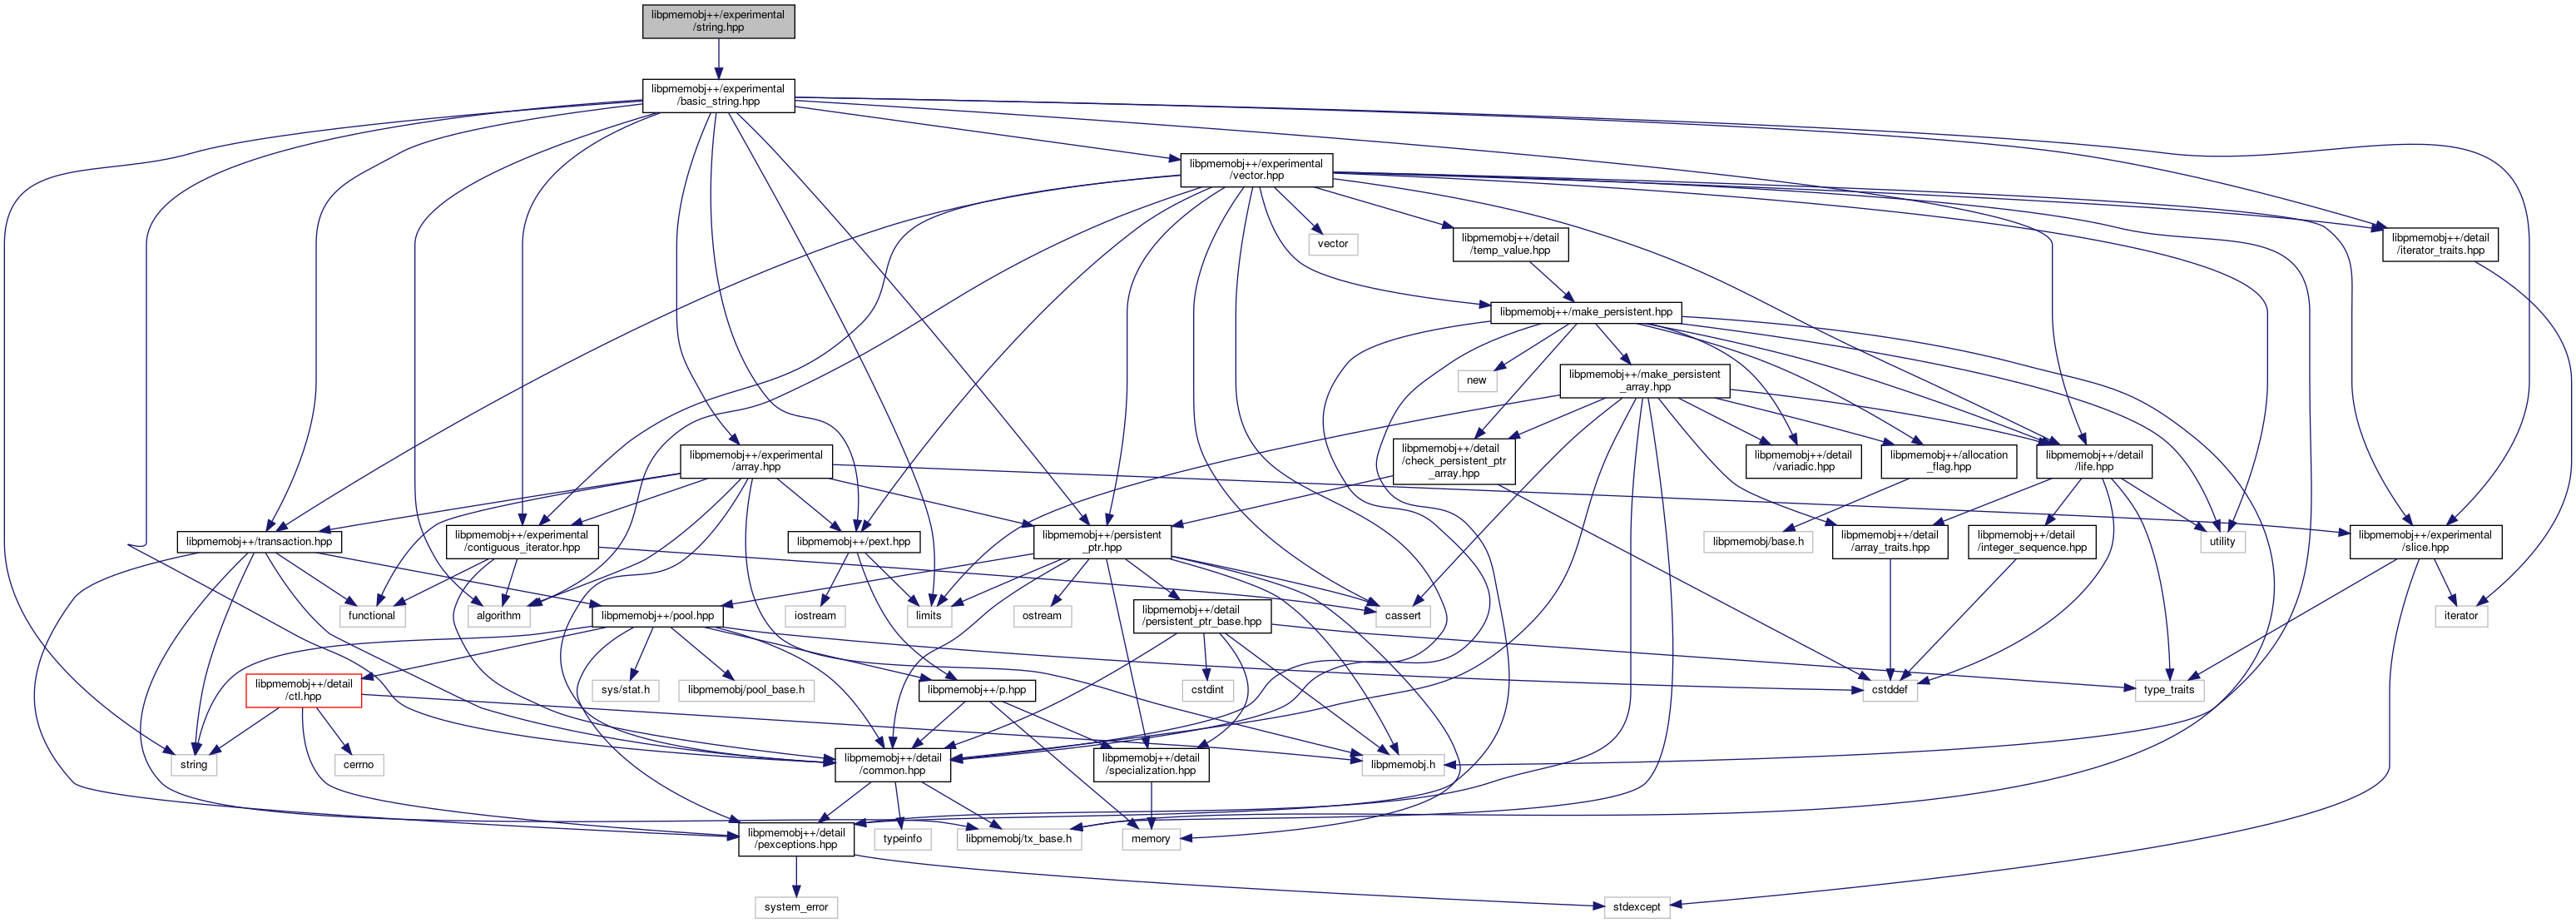 libpmemobj++/experimental
/string.hpp
libpmemobj++/experimental
/basic_string.hpp
libpmemobj++/experimental
/vector.hpp
vector
libpmemobj++/detail
/temp_value.hpp
libpmemobj++/detail
/iterator_traits.hpp
libpmemobj++/make_persistent.hpp
new
libpmemobj++/make_persistent
_array.hpp
libpmemobj++/experimental
/array.hpp
libpmemobj++/detail
/check_persistent_ptr
_array.hpp
libpmemobj++/detail
/variadic.hpp
libpmemobj++/allocation
_flag.hpp
libpmemobj++/detail
/life.hpp
libpmemobj++/transaction.hpp
libpmemobj++/experimental
/contiguous_iterator.hpp
libpmemobj++/pext.hpp
libpmemobj++/persistent
_ptr.hpp
libpmemobj/base.h
libpmemobj++/detail
/array_traits.hpp
libpmemobj++/detail
/integer_sequence.hpp
utility
libpmemobj++/experimental
/slice.hpp
functional
algorithm
libpmemobj++/pool.hpp
iostream
limits
ostream
libpmemobj++/detail
/persistent_ptr_base.hpp
cassert
iterator
libpmemobj++/detail
/ctl.hpp
sys/stat.h
libpmemobj/pool_base.h
libpmemobj++/p.hpp
cstdint
cstddef
type_traits
string
cerrno
libpmemobj++/detail
/common.hpp
libpmemobj++/detail
/specialization.hpp
libpmemobj.h
libpmemobj++/detail
/pexceptions.hpp
typeinfo
libpmemobj/tx_base.h
memory
system_error
stdexcept